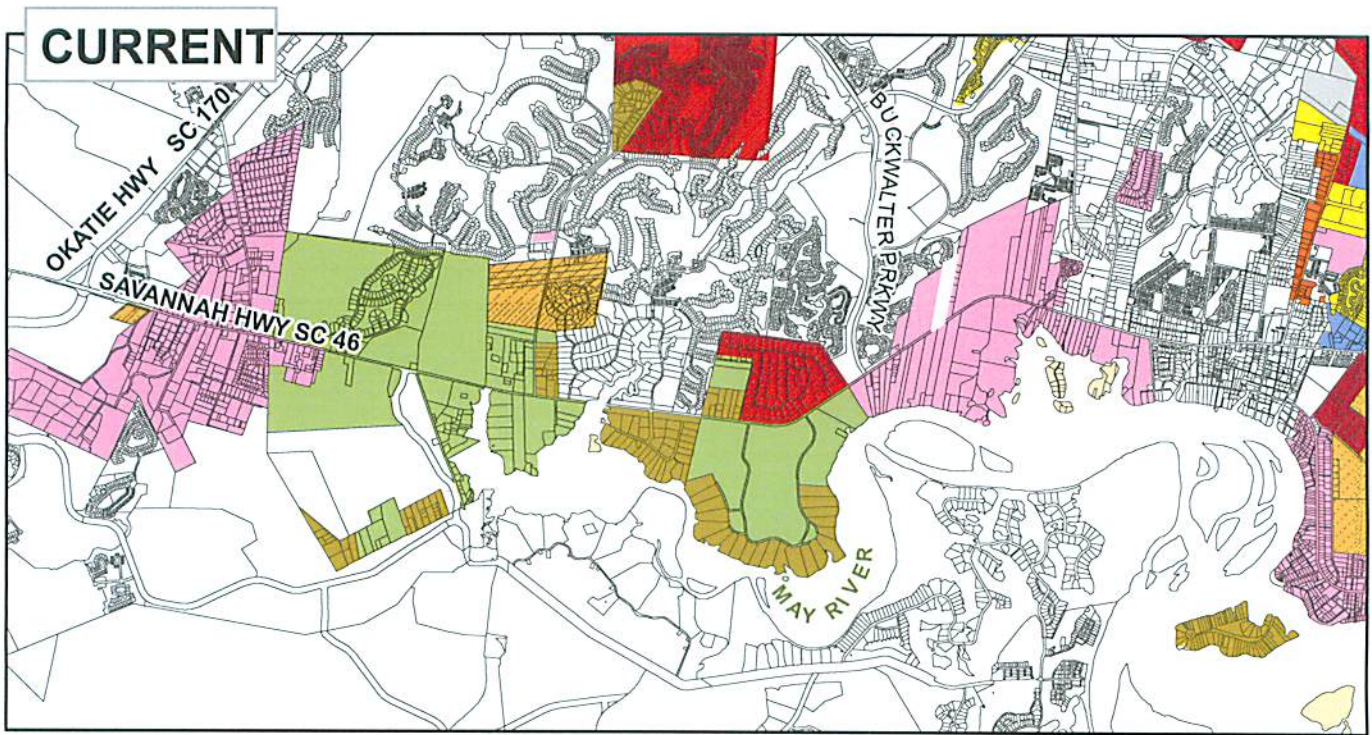 CURRENT
OKATIE HWY SC 170
BUCKWALTER PRKWY
SAVANNAH HWY SC 46
MAY RIVER